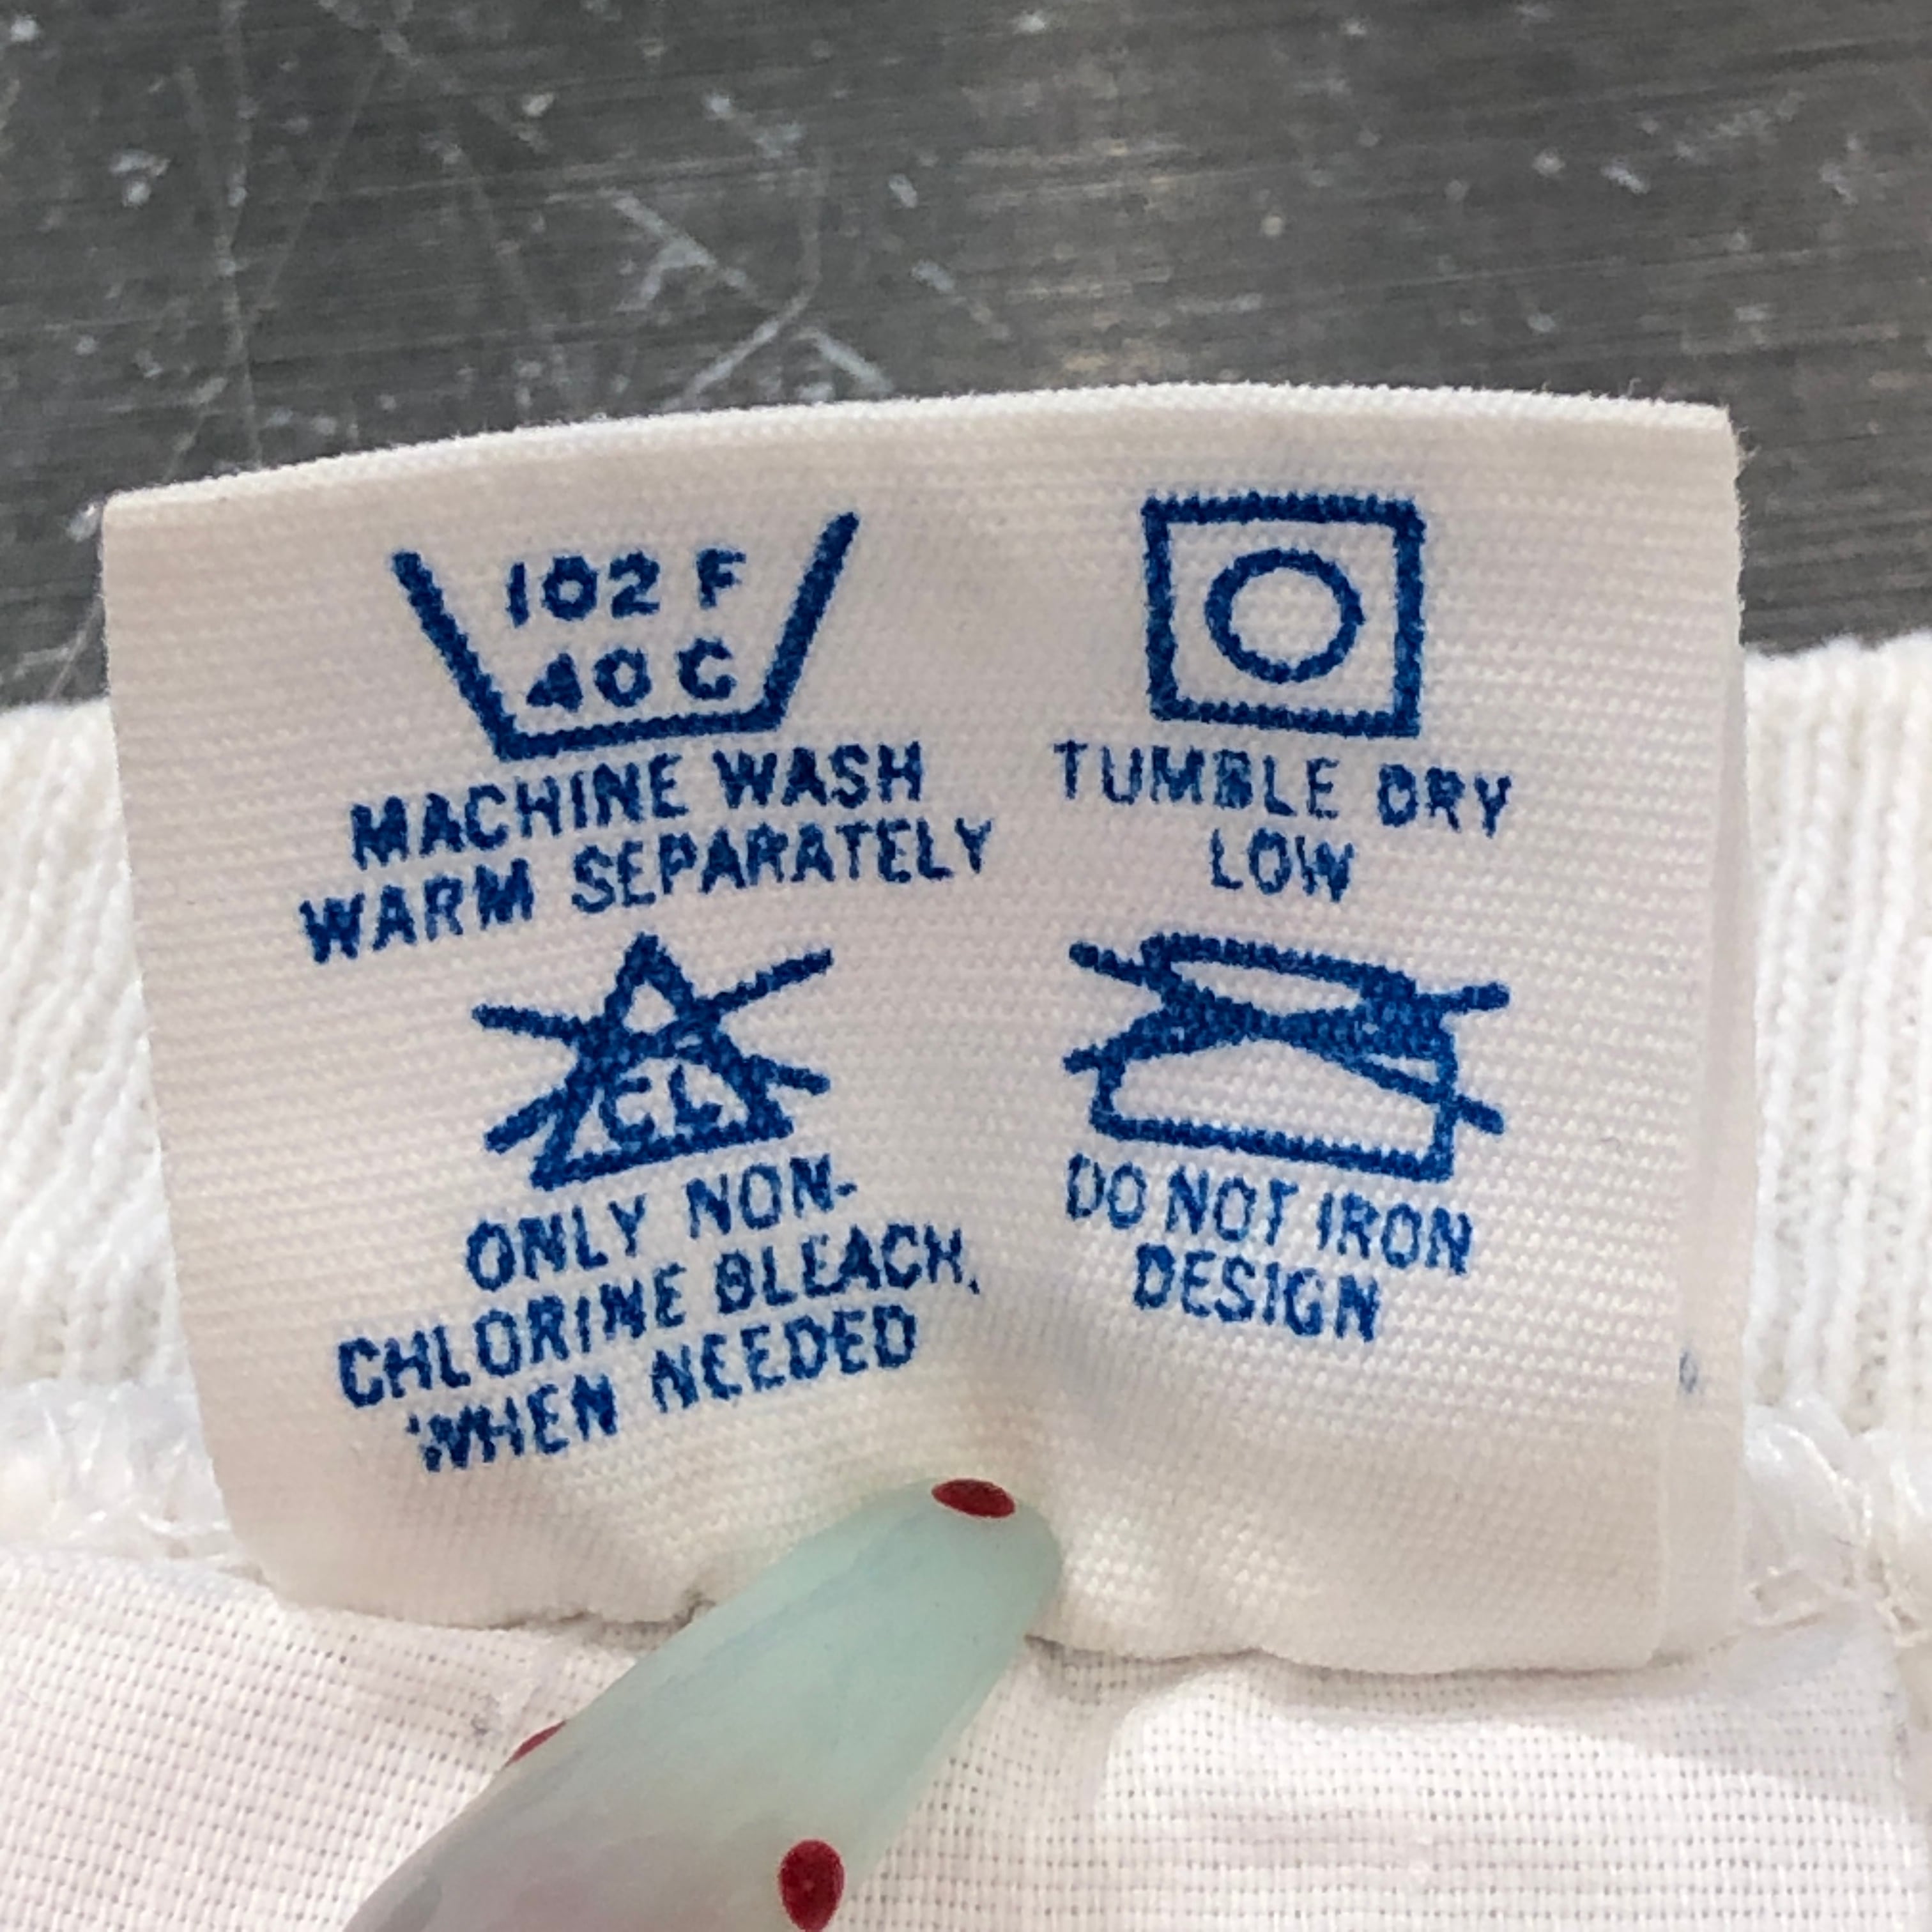 102 F
40 C
MACHINE WASH
WARM SEPARATELY
TUMBLE DRY
LOW
CL
ONLY NON-
CHLORINE BLEACH,
WHEN NEEDED
DO NOT IRON
DESIGN